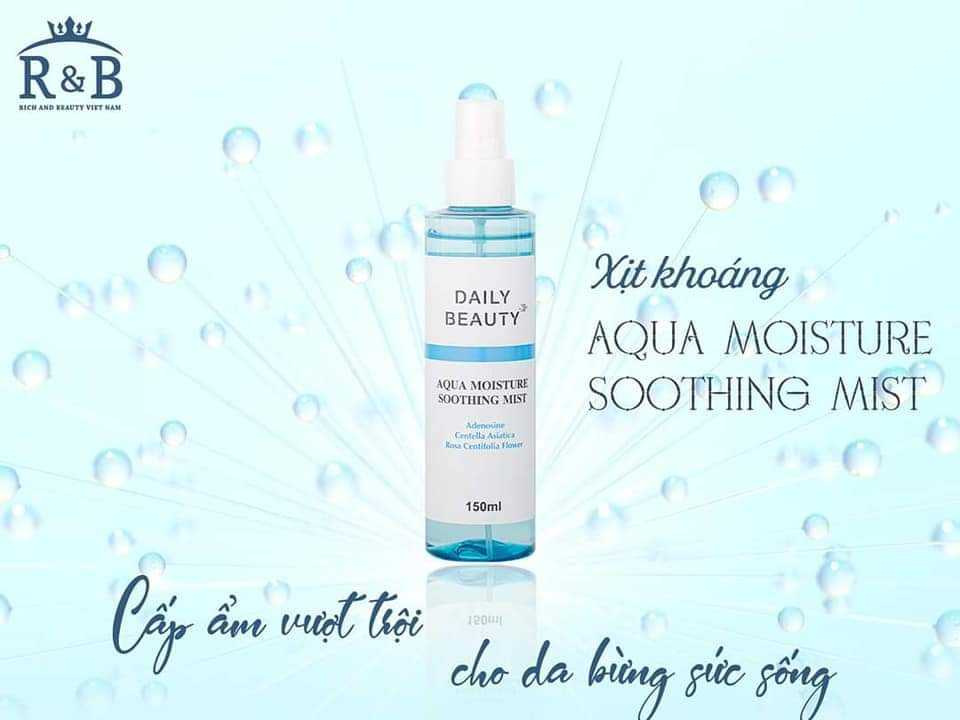 R & B
RICH AND BEAUTY VIET NAM
DAILY
BEAUTY
AQUA MOISTURE
SOOTHING MIST
Adenosine
Centella Asiatica
Rosa Centifolia Flower
150ml
Xịt khoáng
AQUA MOISTURE
SOOTHING MIST
150ml
Cấp ẩm vượt trội
cho da bừng sức sống